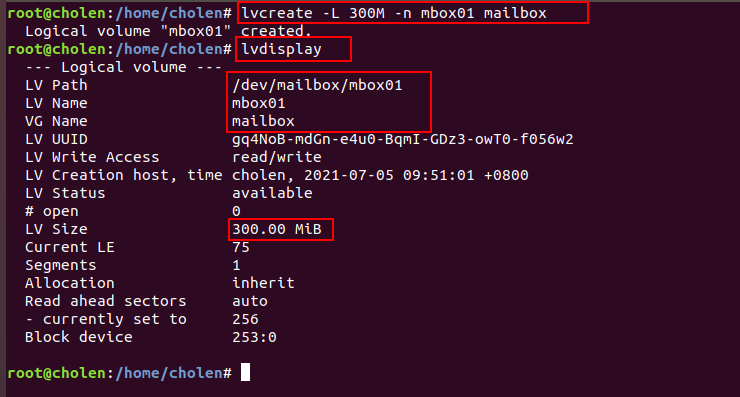 root@cholen:/home/cholen# lvcreate -L 300M -n mbox01 mailbox
  Logical volume "mbox01" created.
root@cholen:/home/cholen# lvdisplay
  --- Logical volume ---
  LV Path                /dev/mailbox/mbox01
  LV Name                mbox01
  VG Name                mailbox
  LV UUID                gq4NoB-mdGn-e4u0-BqmI-GDz3-owT0-f056w2
  LV Write Access        read/write
  LV Creation host, time cholen, 2021-07-05 09:51:01 +0800
  LV Status              available
  # open                 0
  LV Size                300.00 MiB
  Current LE             75
  Segments               1
  Allocation             inherit
  Read ahead sectors     auto
  - currently set to     256
  Block device           253:0
root@cholen:/home/cholen#